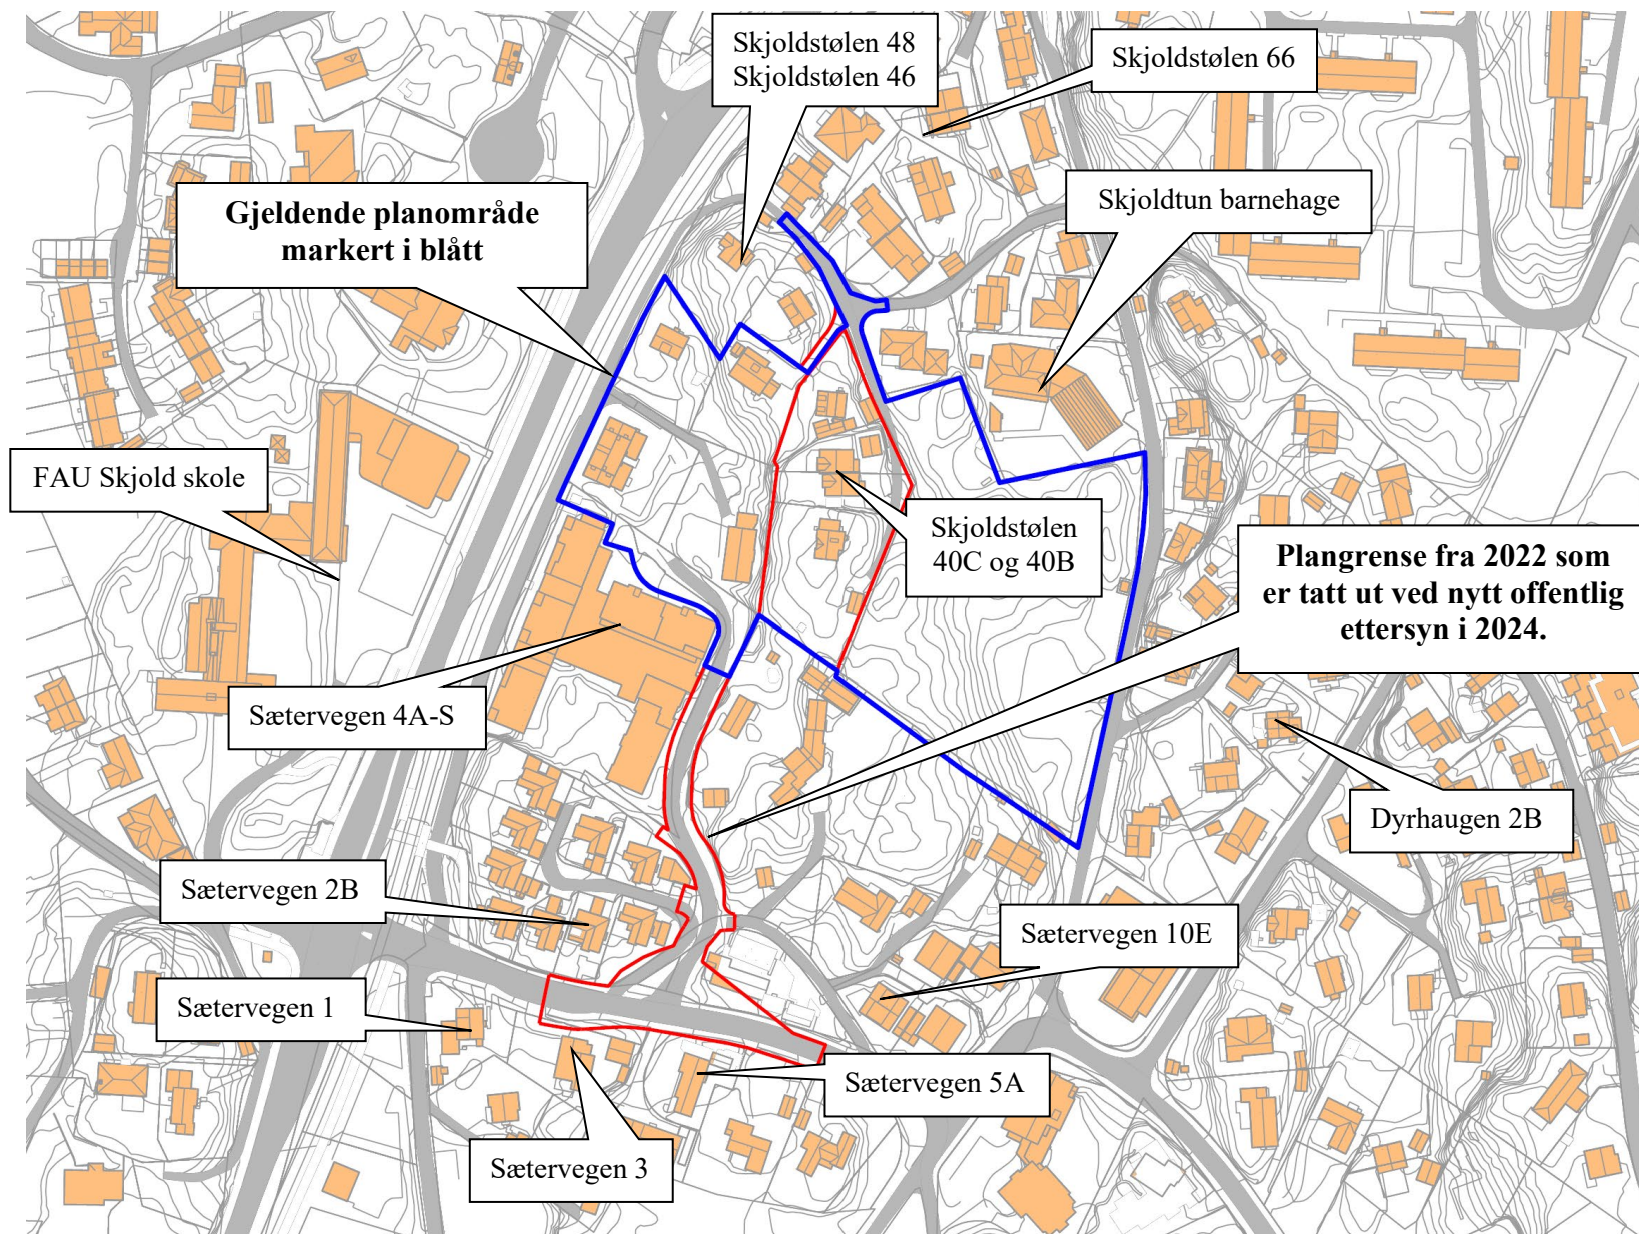 Skjoldstølen 48
Skjoldstølen 46
Skjoldstølen 66
Gjeldende planområde
markert i blått
Skjoldtun barnehage
FAU Skjold skole
Skjoldstølen
40C og 40B
Plangrense fra 2022 som
er tatt ut ved nytt offentlig
ettersyn i 2024.
Sætervegen 4A-S
Dyrhaugen 2B
Sætervegen 2B
Sætervegen 10E
Sætervegen 1
Sætervegen 5A
Sætervegen 3